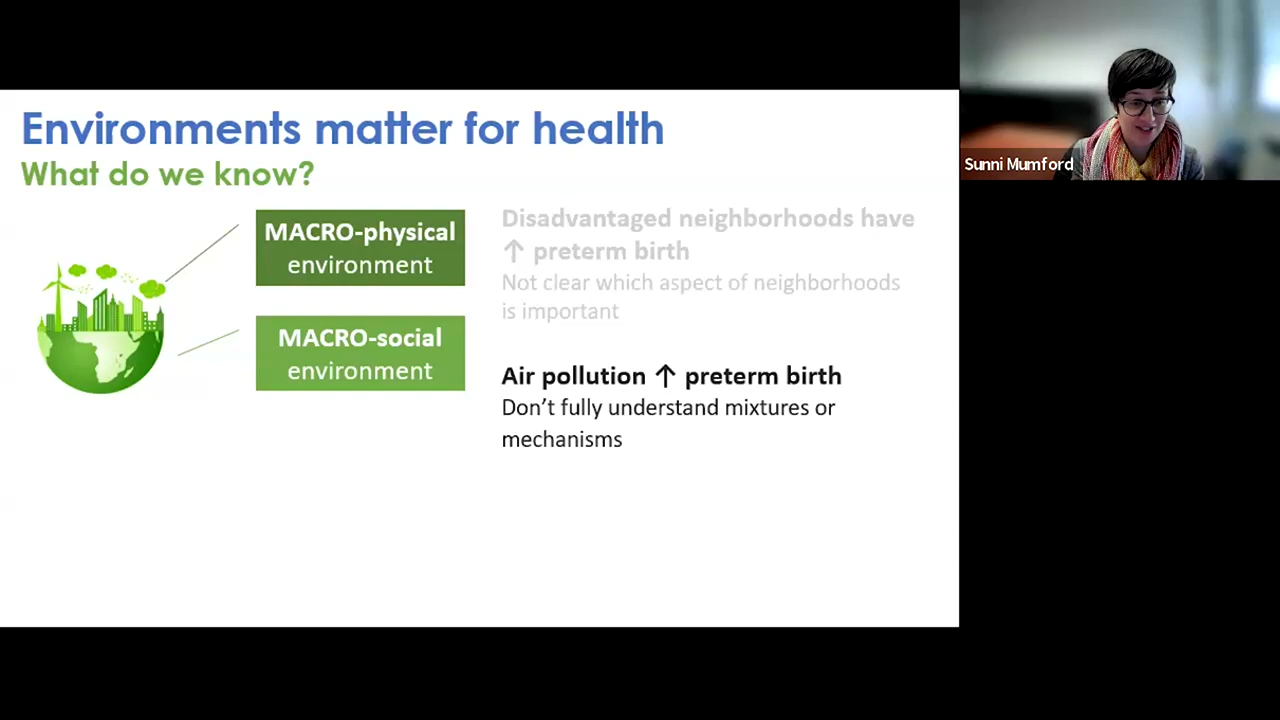 Environments matter for health
What do we know?
MACRO-physical
environment
MACRO-social
environment
Disadvantaged neighborhoods have
↑ preterm birth
Not clear which aspect of neighborhoods
is important
Air pollution ↑ preterm birth
Don’t fully understand mixtures or
mechanisms
Sunni Mumford